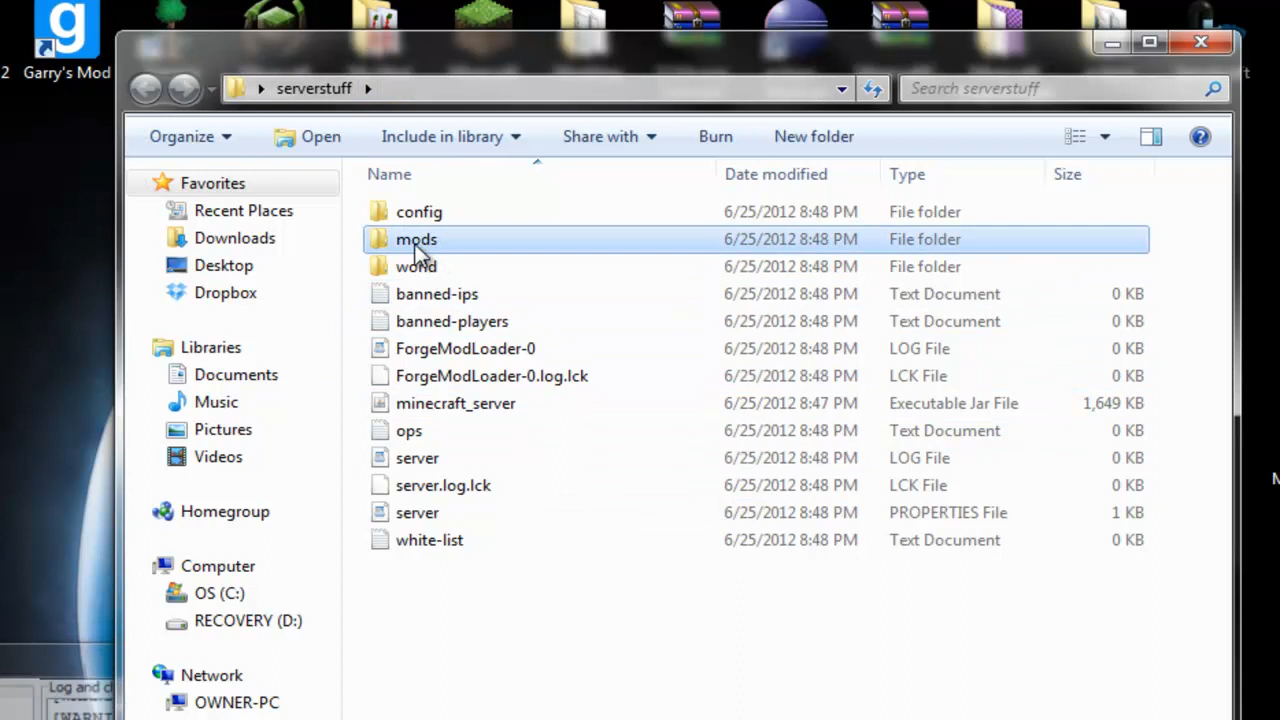 g
2 Garry's Mod
serverstuff
Search serverstuff
Organize Open Include in library Share with Burn New folder
Name Date modified Type Size
Favorites
Recent Places
Downloads
Desktop
Dropbox
Libraries
Documents
Music
Pictures
Videos
Homegroup
Computer
OS (C:)
RECOVERY (D:)
Network
OWNER-PC
config 6/25/2012 8:48 PM File folder
mods 6/25/2012 8:48 PM File folder
world 6/25/2012 8:48 PM File folder
banned-ips 6/25/2012 8:48 PM Text Document 0 KB
banned-players 6/25/2012 8:48 PM Text Document 0 KB
ForgeModLoader-0 6/25/2012 8:48 PM LOG File 0 KB
ForgeModLoader-0.log.lck 6/25/2012 8:48 PM LCK File 0 KB
minecraft_server 6/25/2012 8:47 PM Executable Jar File 1,649 KB
ops 6/25/2012 8:48 PM Text Document 0 KB
server 6/25/2012 8:48 PM LOG File 0 KB
server.log.lck 6/25/2012 8:48 PM LCK File 0 KB
server 6/25/2012 8:48 PM PROPERTIES File 1 KB
white-list 6/25/2012 8:48 PM Text Document 0 KB
Log and c